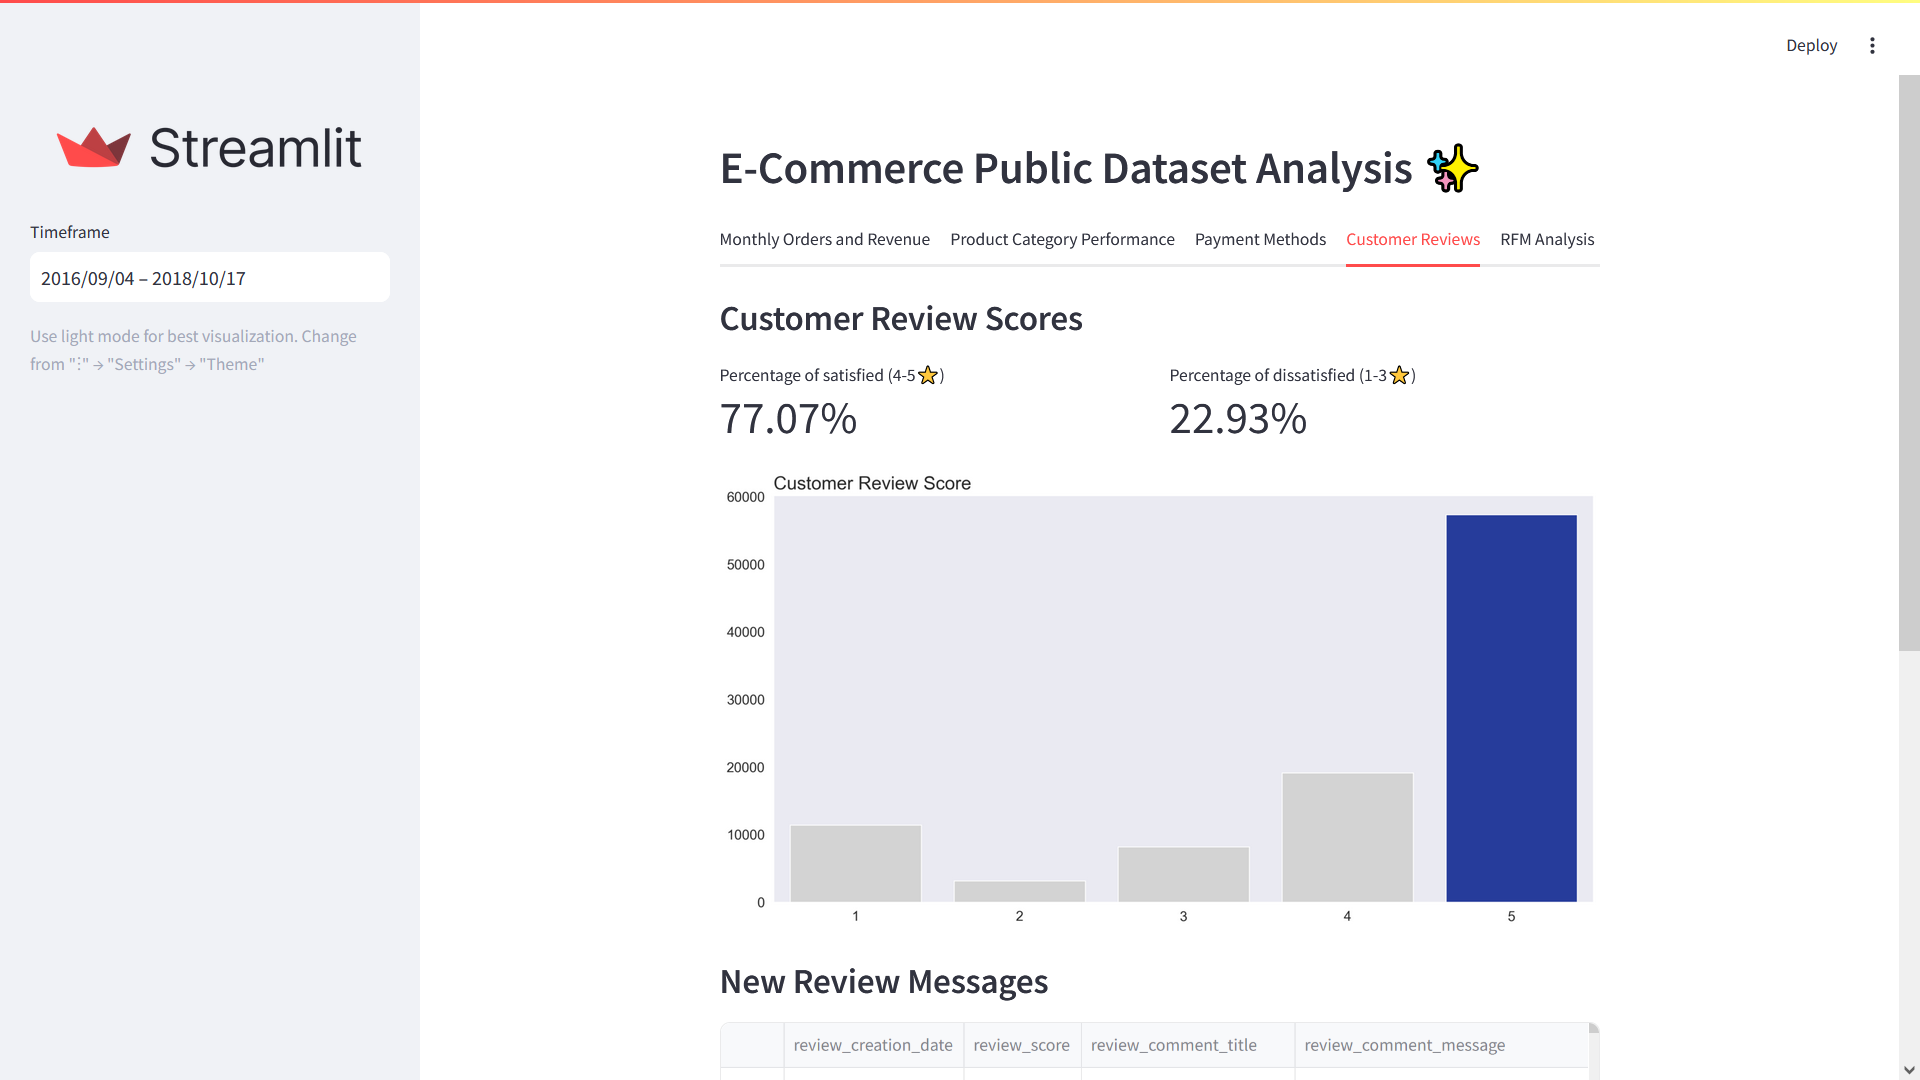 Deploy
Streamlit
Timeframe
2016/09/04 – 2018/10/17
Use light mode for best visualization. Change
from "⋮" → "Settings" → "Theme"
E-Commerce Public Dataset Analysis ✨
Monthly Orders and Revenue Product Category Performance Payment Methods Customer Reviews RFM Analysis
Customer Review Scores
Percentage of satisfied (4-5⭐) Percentage of dissatisfied (1-3⭐)
77.07% 22.93%
Customer Review Score
60000
50000
40000
30000
20000
10000
0
1 2 3 4 5
New Review Messages
review_creation_date review_score review_comment_title review_comment_message